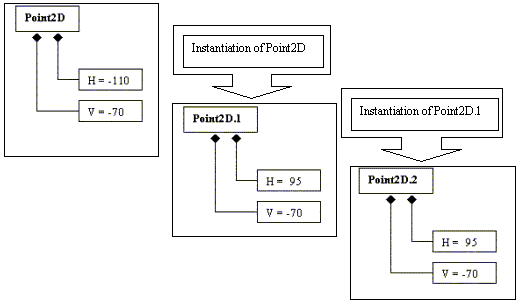 Point2D
H = -110
V = -70
Instantiation of Point2D
Point2D.1
H = 95
V = -70
Instantiation of Point2D.1
Point2D.2
H = 95
V = -70